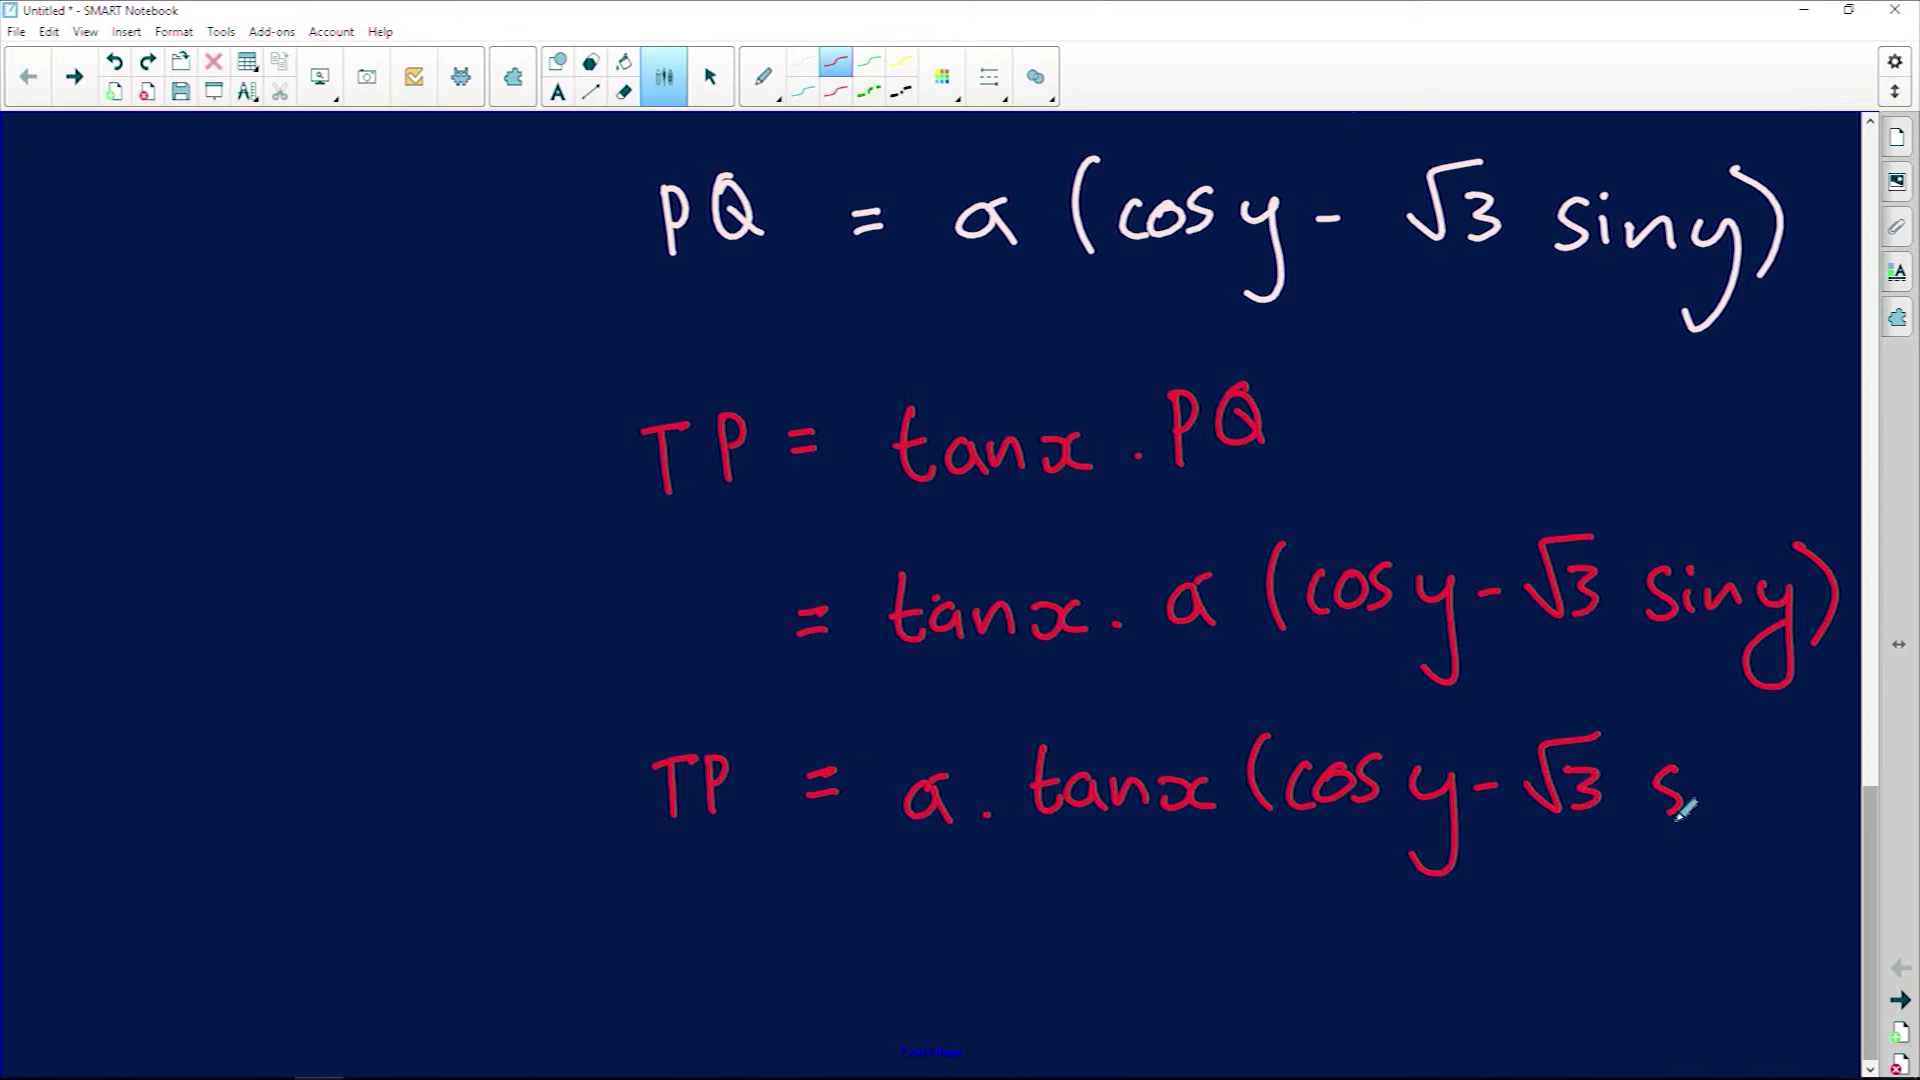 Untitled * - SMART Notebook
File Edit View Insert Format Tools Add-ons Account Help
PQ = a (cos y - √3 sin y)
TP = tan x . PQ
= tan x . a (cos y - √3 sin y)
TP = a . tan x (cos y - √3 s